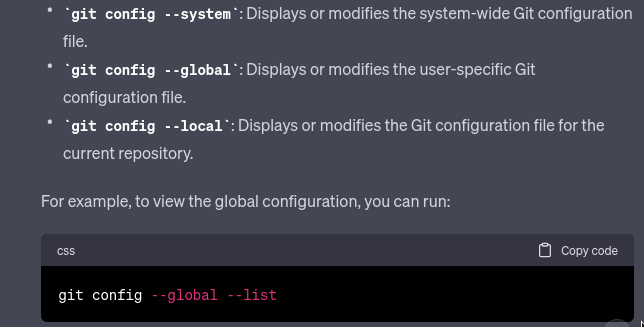 • `git config --system`: Displays or modifies the system-wide Git configuration
file.
• `git config --global`: Displays or modifies the user-specific Git
configuration file.
• `git config --local`: Displays or modifies the Git configuration file for the
current repository.
For example, to view the global configuration, you can run:
css Copy code
git config --global --list